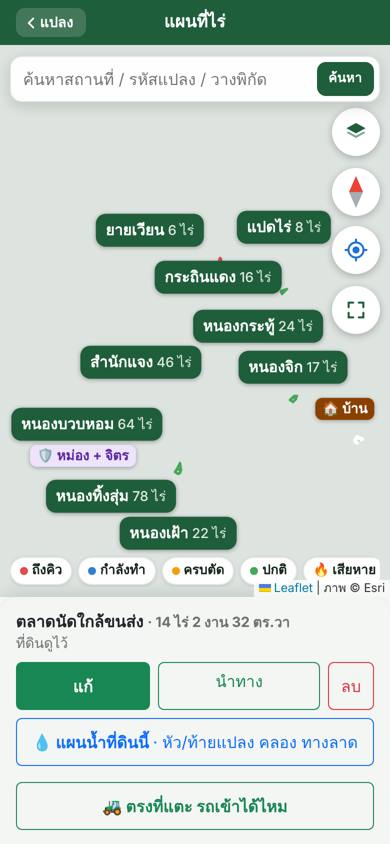 แปลง
แผนที่ไร่
ค้นหาสถานที่ / รหัสแปลง / วางพิกัด
ค้นหา
ยายเวียน 6 ไร่
แปดไร่ 8 ไร่
กระถินแดง 16 ไร่
หนองกระทู้ 24 ไร่
สำนักแจง 46 ไร่
หนองจิก 17 ไร่
🏠 บ้าน
หนองบวบหอม 64 ไร่
🛡️ หม่อง + จิตร
หนองทิ้งสุ่ม 78 ไร่
หนองเฝ้า 22 ไร่
ถึงคิว
กำลังทำ
ครบตัด
ปกติ
🔥 เสียหาย
Leaflet | ภาพ © Esri
ตลาดนัดใกล้ขนส่ง · 14 ไร่ 2 งาน 32 ตร.วา
ที่ดินดูไว้
แก้
นำทาง
ลบ
💧 แผนน้ำที่ดินนี้ · หัว/ท้ายแปลง คลอง ทางลาด
🚜 ตรงที่แตะ รถเข้าได้ไหม